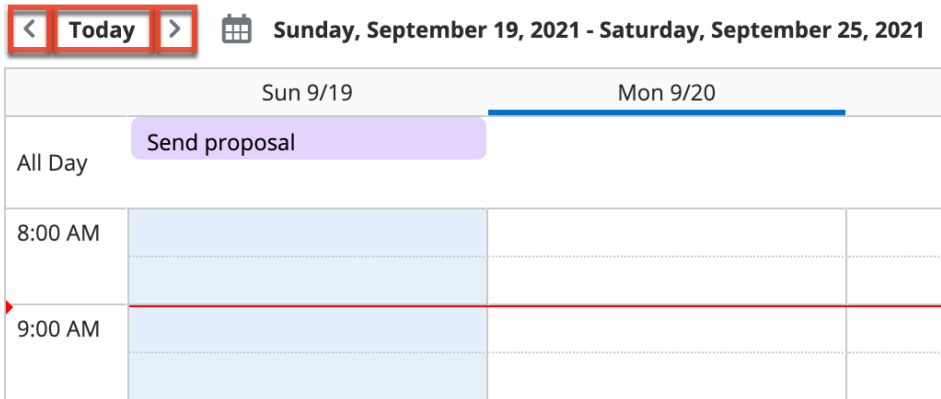 Today Sunday, September 19, 2021 - Saturday, September 25, 2021
Sun 9/19 Mon 9/20
Send proposal
All Day
8:00 AM
9:00 AM